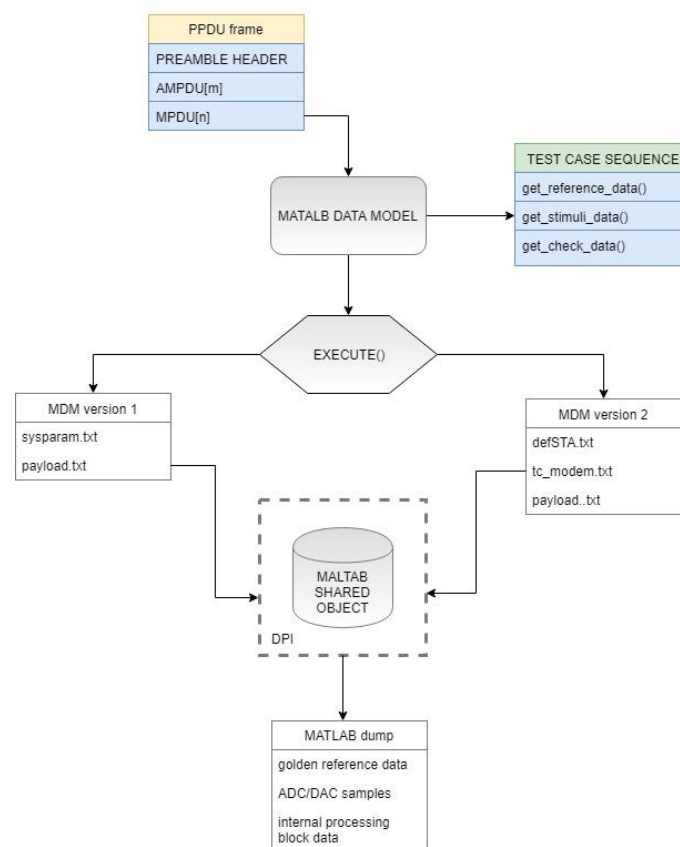 PPDU frame
PREAMBLE HEADER
AMPDU[m]
MPDU[n]
TEST CASE SEQUENCE
get_reference_data()
get_stimuli_data()
get_check_data()
MATALB DATA MODEL
EXECUTE()
MDM version 1
sysparam.txt
payload.txt
MDM version 2
defSTA.txt
tc_modem.txt
payload..txt
MALTAB
SHARED
OBJECT
DPI
MATLAB dump
golden reference data
ADC/DAC samples
internal processing
block data